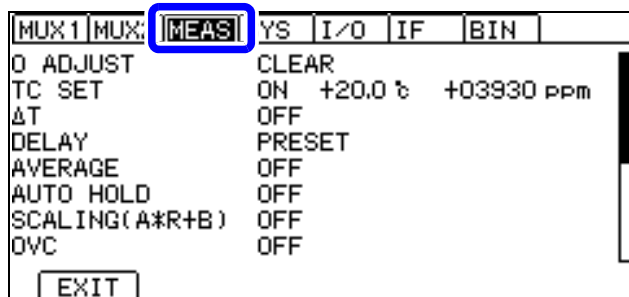 MUX1 MUX2 MEAS YS I/O IF BIN
0 ADJUST CLEAR
TC SET ON +20.0 ℃ +03930 ppm
ΔT OFF
DELAY PRESET
AVERAGE OFF
AUTO HOLD OFF
SCALING(A*R+B) OFF
OVC OFF
EXIT